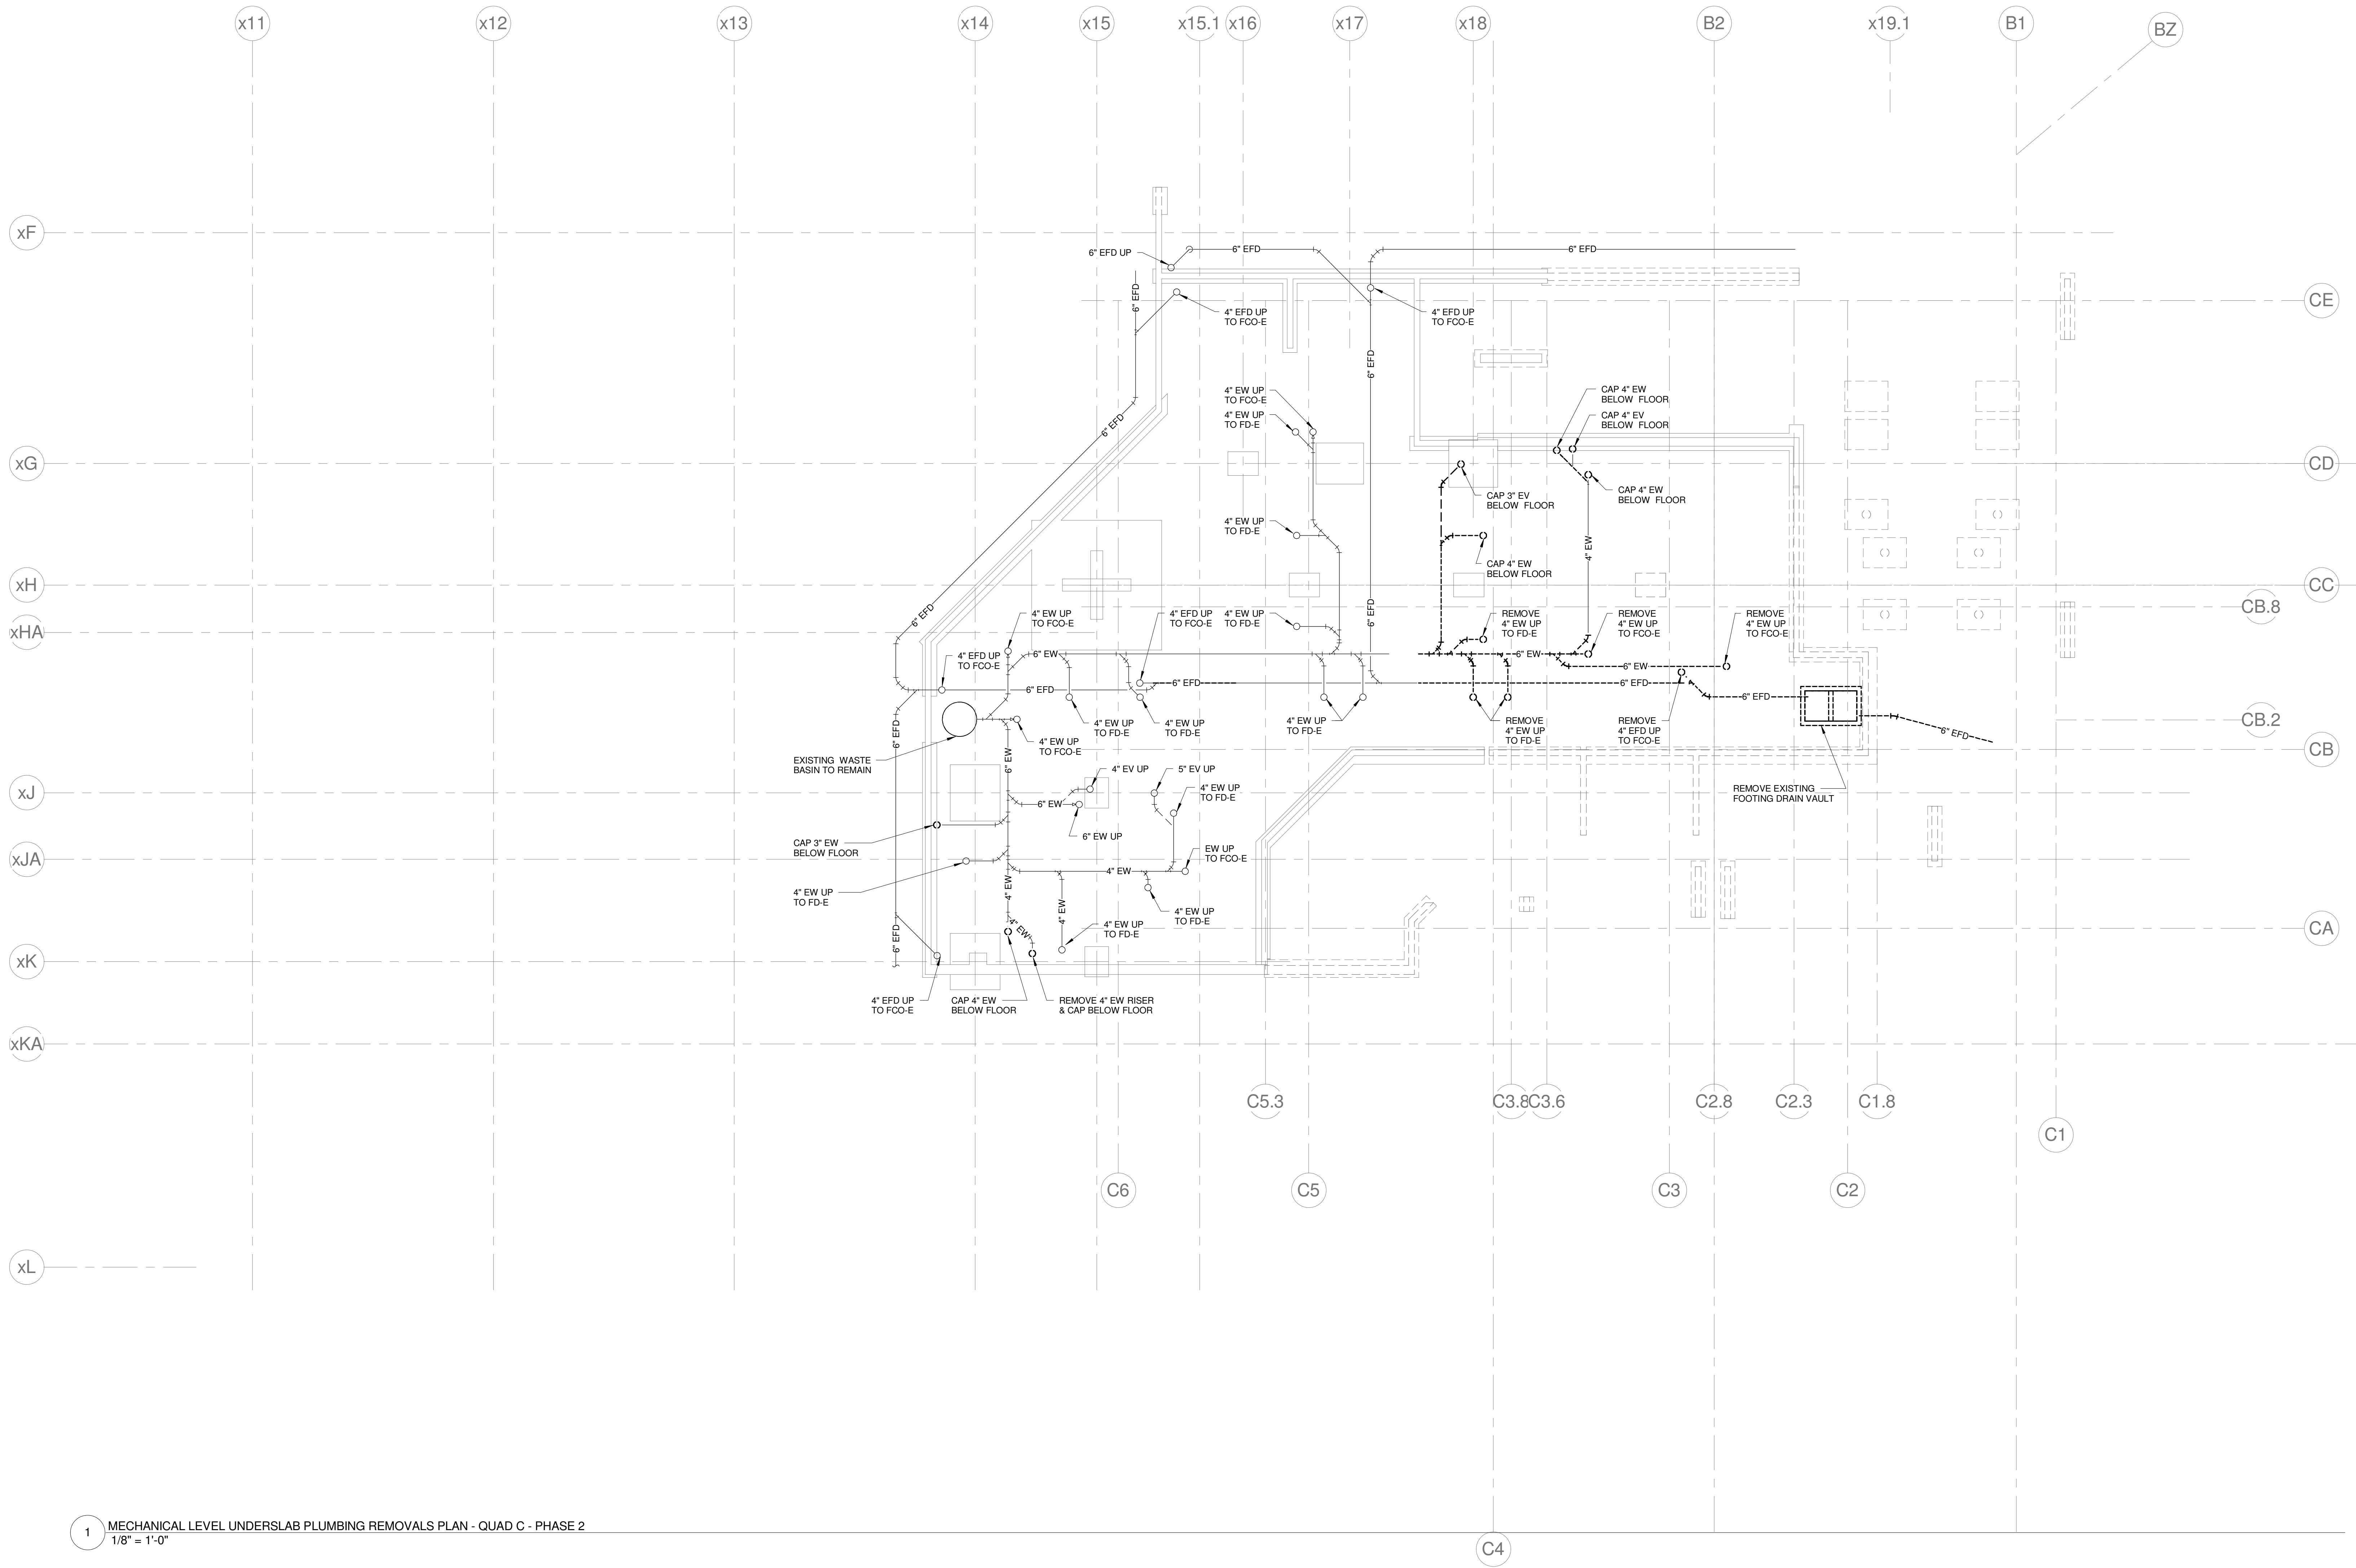 x11
x12
x13
x14
x15
x15.1
x16
x17
x18
B2
x19.1
B1
BZ
xF
xG
xH
xHA
xJ
xJA
xK
xKA
xL
CE
CD
CC
CB.8
CB.2
CB
CA
C5.3
C3.8
C3.6
C2.8
C2.3
C1.8
C1
C6
C5
C3
C2
C4
6" EFD UP
6" EFD
6" EFD
6" EFD
4" EFD UP
TO FCO-E
4" EFD UP
TO FCO-E
6" EFD
6" EFD
4" EW UP
TO FCO-E
4" EW UP
TO FD-E
CAP 4" EW
BELOW FLOOR
CAP 4" EV
BELOW FLOOR
CAP 3" EV
BELOW FLOOR
CAP 4" EW
BELOW FLOOR
4" EW UP
TO FD-E
CAP 4" EW
BELOW FLOOR
4" EW
6" EFD
4" EW UP
TO FCO-E
4" EFD UP
TO FCO-E
4" EW UP
TO FD-E
6" EFD
REMOVE
4" EW UP
TO FD-E
REMOVE
4" EW UP
TO FCO-E
REMOVE
4" EW UP
TO FCO-E
4" EFD UP
TO FCO-E
6" EW
6" EW
6" EW
6" EFD
6" EFD
6" EFD
6" EFD
6" EFD
6" EFD
4" EW UP
TO FD-E
4" EW UP
TO FD-E
4" EW UP
TO FD-E
REMOVE
4" EW UP
TO FD-E
REMOVE
4" EFD UP
TO FCO-E
4" EW UP
TO FCO-E
EXISTING WASTE
BASIN TO REMAIN
6" EW
4" EV UP
5" EV UP
4" EW UP
TO FD-E
6" EW
6" EW UP
REMOVE EXISTING
FOOTING DRAIN VAULT
CAP 3" EW
BELOW FLOOR
EW UP
TO FCO-E
4" EW
4" EW UP
TO FD-E
4" EW
4" EW
4" EW
4" EW UP
TO FD-E
4" EW UP
TO FD-E
6" EFD
4" EFD UP
TO FCO-E
CAP 4" EW
BELOW FLOOR
REMOVE 4" EW RISER
& CAP BELOW FLOOR
1
MECHANICAL LEVEL UNDERSLAB PLUMBING REMOVALS PLAN - QUAD C - PHASE 2
1/8" = 1'-0"